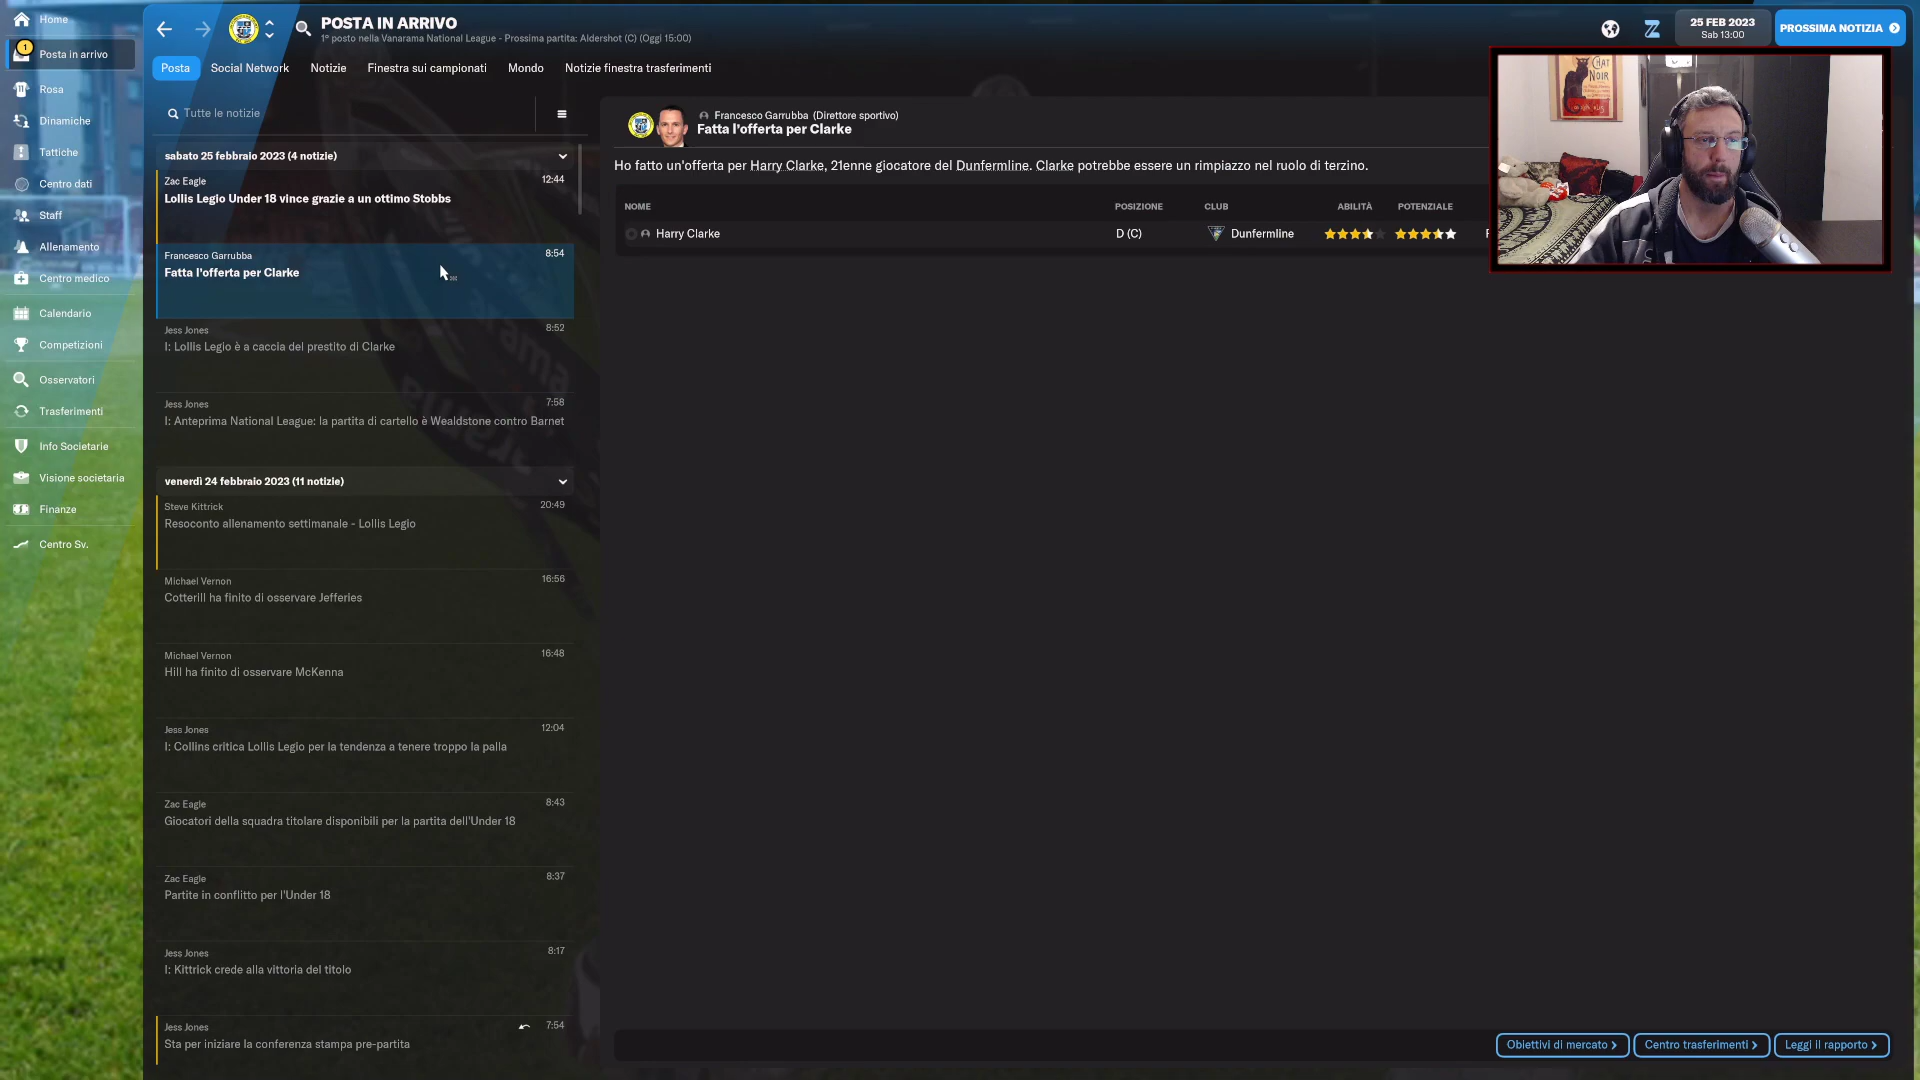 Home
1
Posta in arrivo
Rosa
Dinamiche
Tattiche
Centro dati
Staff
Allenamento
Centro medico
Calendario
Competizioni
Osservatori
Trasferimenti
Info Societarie
Visione societaria
Finanze
Centro Sv.
POSTA IN ARRIVO
1° posto nella Vanarama National League - Prossima partita: Aldershot (C) (Oggi 15:00)
25 FEB 2023
Sab 13:00
PROSSIMA NOTIZIA
Posta Social Network Notizie Finestra sui campionati Mondo Notizie finestra trasferimenti
Tutte le notizie
sabato 25 febbraio 2023 (4 notizie)
Zac Eagle 12:44
Lollis Legio Under 18 vince grazie a un ottimo Stobbs
Francesco Garrubba 8:54
Fatta l'offerta per Clarke
Jess Jones 8:52
I: Lollis Legio è a caccia del prestito di Clarke
Jess Jones 7:58
I: Anteprima National League: la partita di cartello è Wealdstone contro Barnet
venerdì 24 febbraio 2023 (11 notizie)
Steve Kittrick 20:49
Resoconto allenamento settimanale - Lollis Legio
Michael Vernon 16:56
Cotterill ha finito di osservare Jefferies
Michael Vernon 16:48
Hill ha finito di osservare McKenna
Jess Jones 12:04
I: Collins critica Lollis Legio per la tendenza a tenere troppo la palla
Zac Eagle 8:43
Giocatori della squadra titolare disponibili per la partita dell'Under 18
Zac Eagle 8:37
Partite in conflitto per l'Under 18
Jess Jones 8:17
I: Kittrick crede alla vittoria del titolo
Jess Jones 7:54
Sta per iniziare la conferenza stampa pre-partita
Francesco Garrubba (Direttore sportivo)
Fatta l'offerta per Clarke
Ho fatto un'offerta per Harry Clarke, 21enne giocatore del Dunfermline. Clarke potrebbe essere un rimpiazzo nel ruolo di terzino.
NOME POSIZIONE CLUB ABILITÀ POTENZIALE
Harry Clarke D (C) Dunfermline
CHAT
NOIR
Obiettivi di mercato Centro trasferimenti Leggi il rapporto